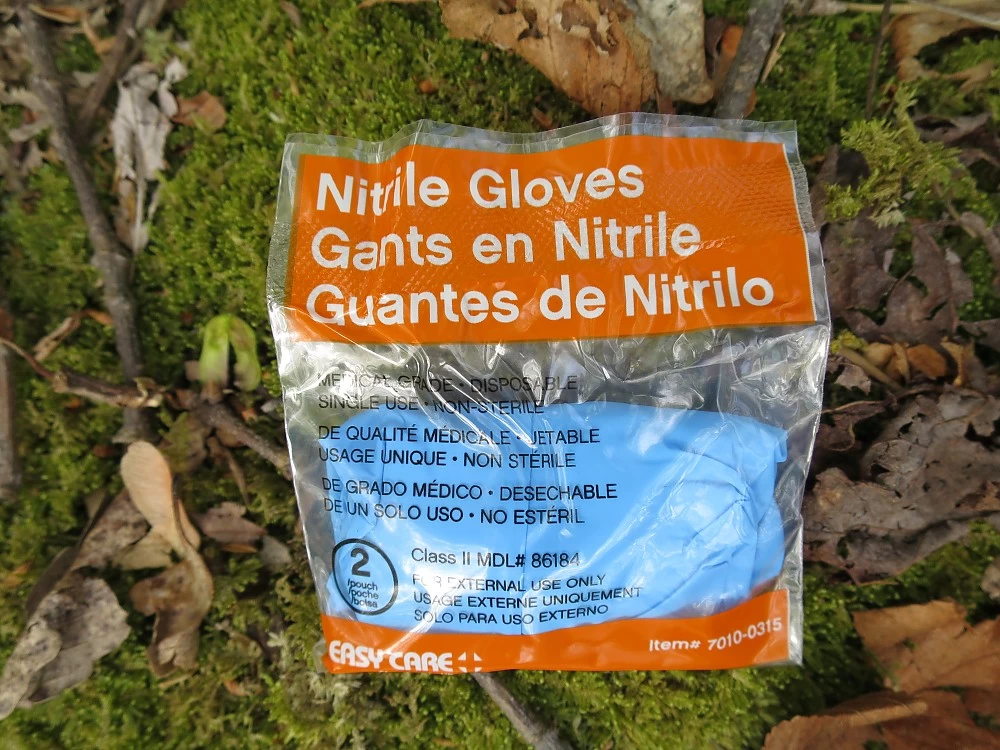 Nitrile Gloves
Gants en Nitrile
Guantes de Nitrilo
MEDICAL GRADE • DISPOSABLE
SINGLE USE • NON-STERILE
DE QUALITÉ MÉDICALE • JETABLE
USAGE UNIQUE • NON STÉRILE
DE GRADO MÉDICO • DESECHABLE
DE UN SOLO USO • NO ESTÉRIL
2
/pouch
/poche
/bolsa
Class II MDL# 86184
FOR EXTERNAL USE ONLY
USAGE EXTERNE UNIQUEMENT
SOLO PARA USO EXTERNO
EASY CARE
Item# 7010-0315